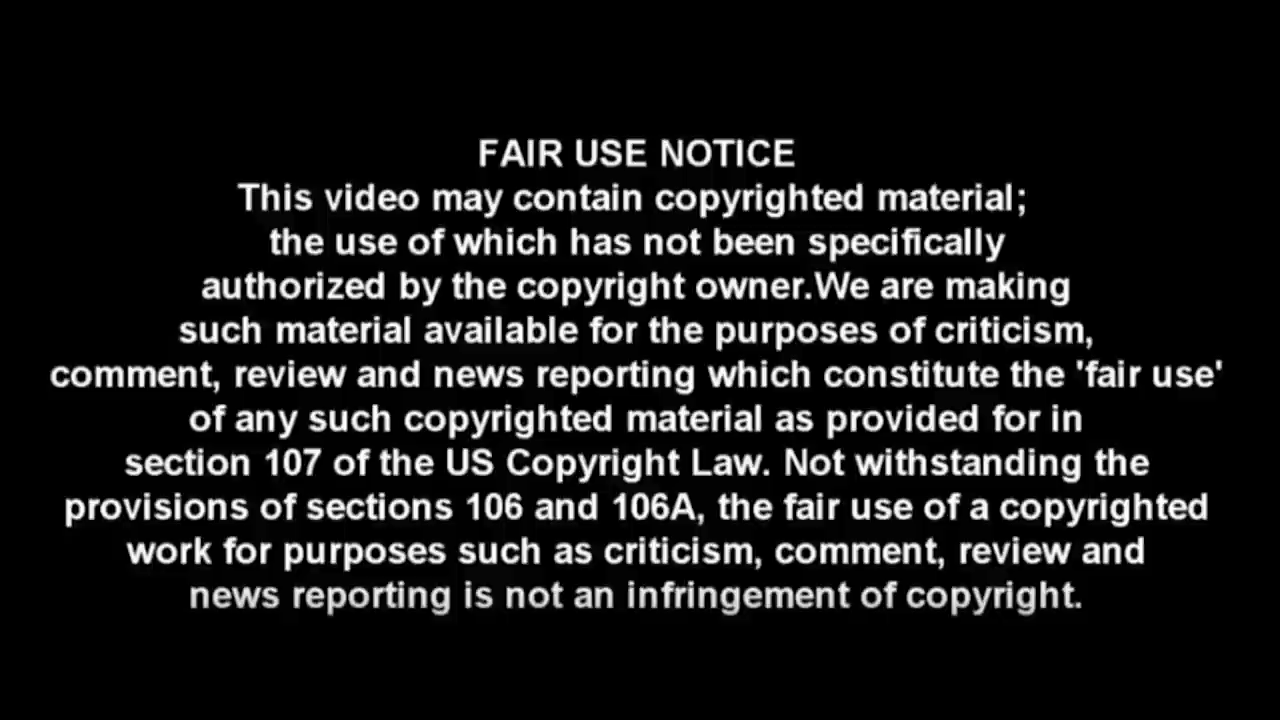 FAIR USE NOTICE
This video may contain copyrighted material;
the use of which has not been specifically
authorized by the copyright owner.We are making
such material available for the purposes of criticism,
comment, review and news reporting which constitute the 'fair use'
of any such copyrighted material as provided for in
section 107 of the US Copyright Law. Not withstanding the
provisions of sections 106 and 106A, the fair use of a copyrighted
work for purposes such as criticism, comment, review and
news reporting is not an infringement of copyright.